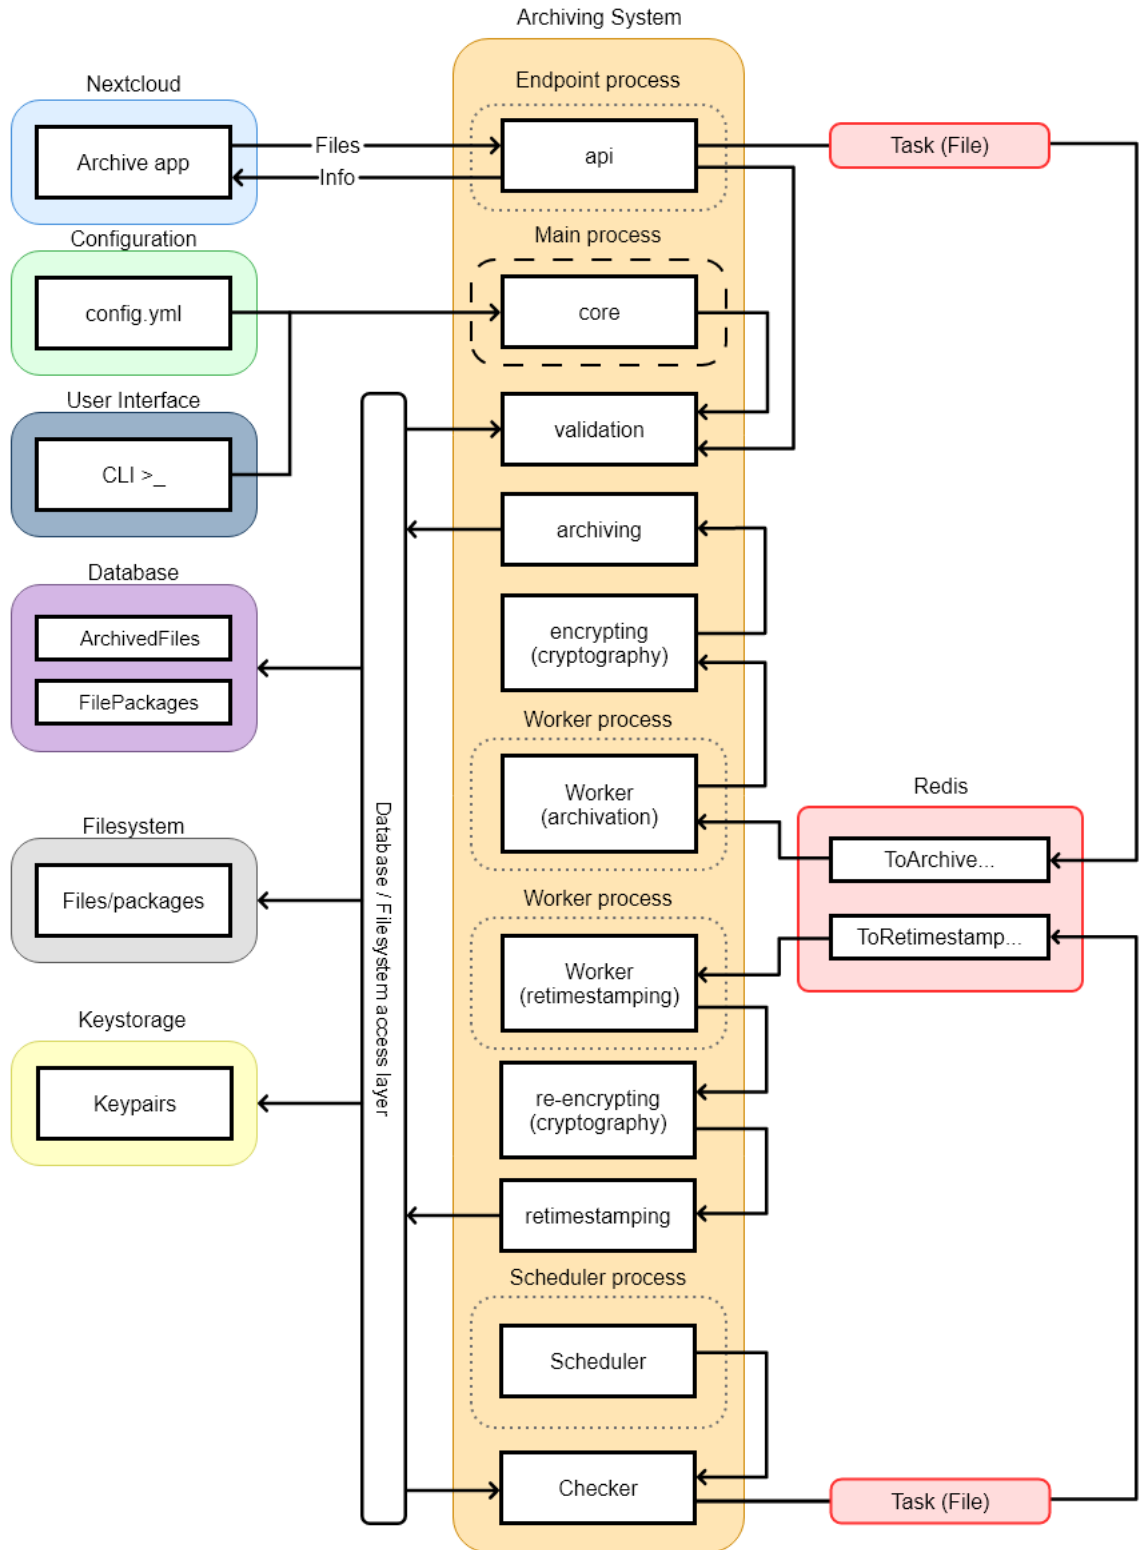 Archiving System
Nextcloud
Endpoint process
Archive app
Files
Info
api
Task (File)
Configuration
Main process
config.yml
core
User Interface
CLI >_
validation
archiving
Database
ArchivedFiles
FilePackages
encrypting
(cryptography)
Worker process
Worker
(archivation)
Redis
ToArchive...
ToRetimestamp...
Database / Filesystem access layer
Filesystem
Files/packages
Worker process
Worker
(retimestamping)
Keystorage
Keypairs
re-encrypting
(cryptography)
retimestamping
Scheduler process
Scheduler
Checker
Task (File)